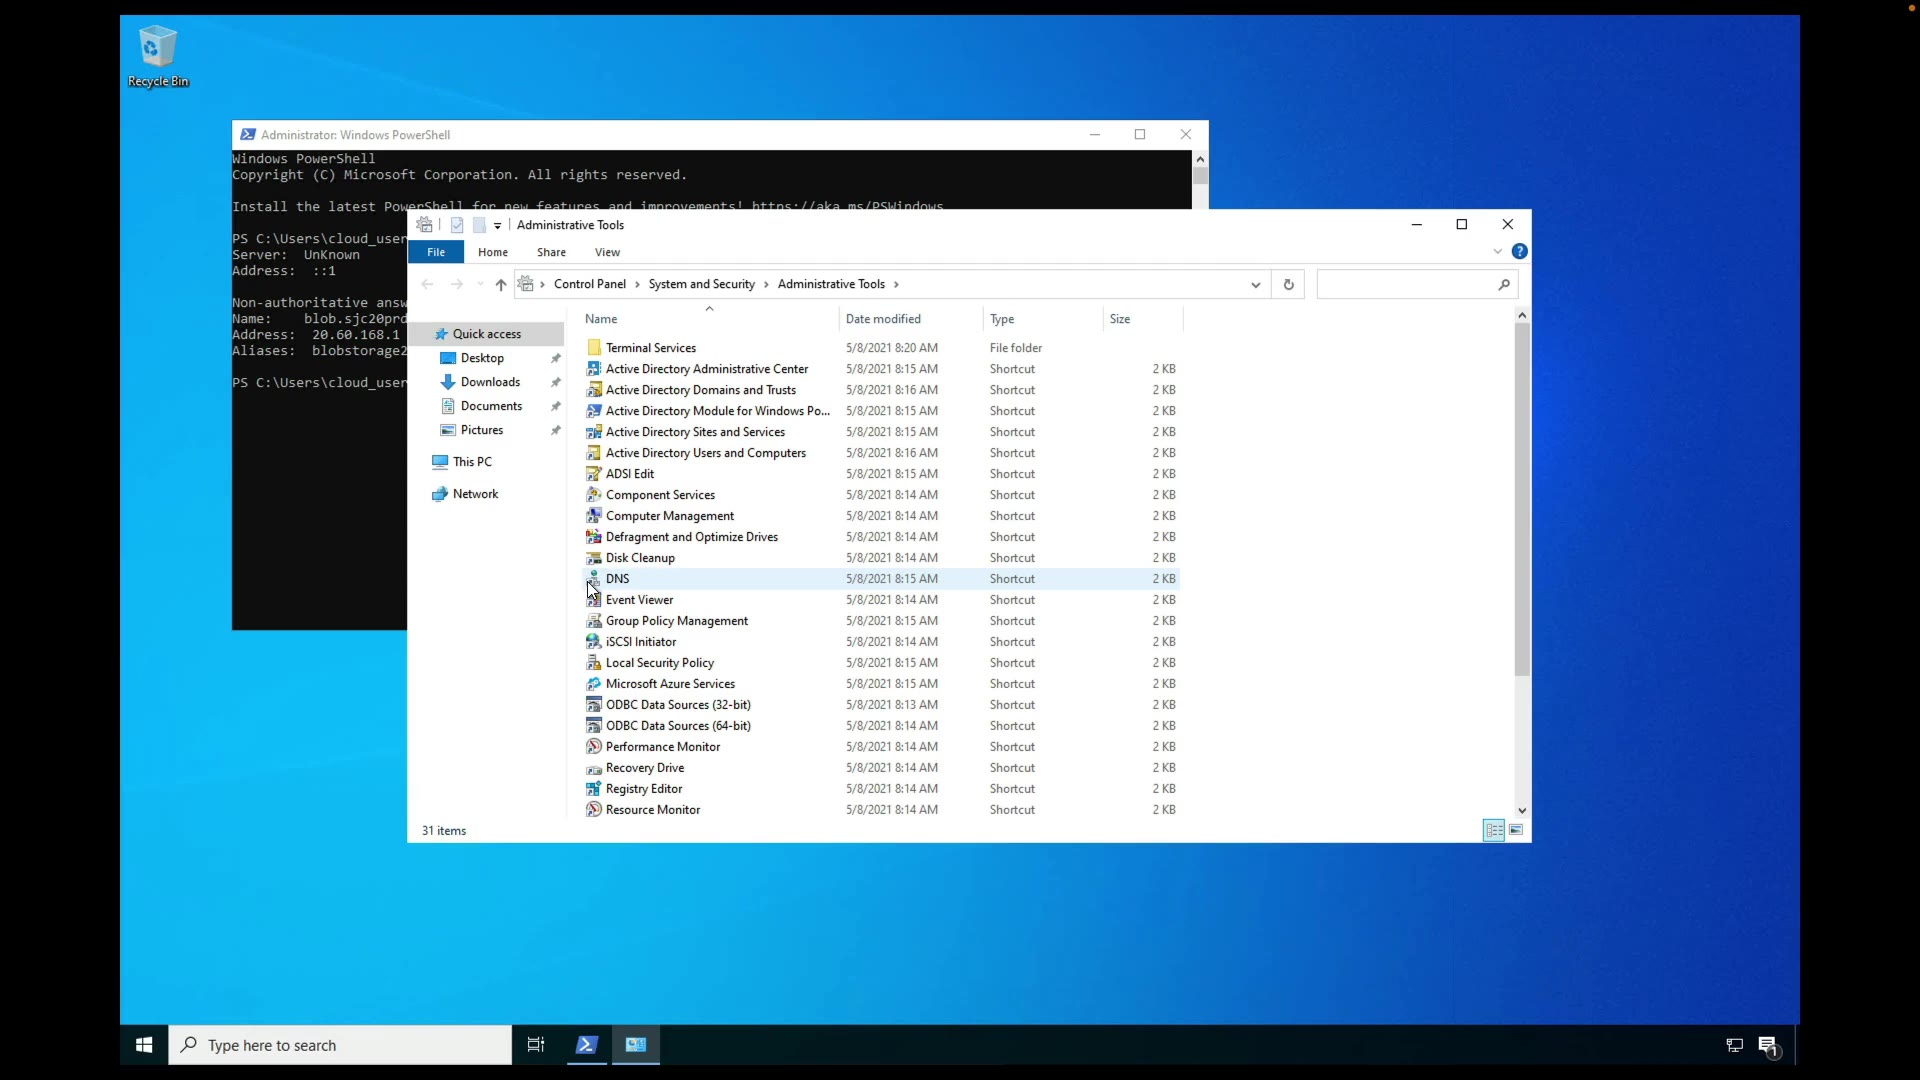 Recycle Bin
Administrator: Windows PowerShell
Windows PowerShell
Copyright (C) Microsoft Corporation. All rights reserved.
Install the latest PowerShell for new features and improvements! https://aka.ms/PSWindows
PS C:\Users\cloud_user
Server: UnKnown
Address: ::1
Non-authoritative answ
Name: blob.sjc20prd
Address: 20.60.168.1
Aliases: blobstorage2
PS C:\Users\cloud_user
Administrative Tools
File Home Share View
Control Panel > System and Security > Administrative Tools >
Quick access
Desktop
Downloads
Documents
Pictures
This PC
Network
Name Date modified Type Size
Terminal Services 5/8/2021 8:20 AM File folder
Active Directory Administrative Center 5/8/2021 8:15 AM Shortcut 2 KB
Active Directory Domains and Trusts 5/8/2021 8:16 AM Shortcut 2 KB
Active Directory Module for Windows Po... 5/8/2021 8:15 AM Shortcut 2 KB
Active Directory Sites and Services 5/8/2021 8:15 AM Shortcut 2 KB
Active Directory Users and Computers 5/8/2021 8:16 AM Shortcut 2 KB
ADSI Edit 5/8/2021 8:15 AM Shortcut 2 KB
Component Services 5/8/2021 8:14 AM Shortcut 2 KB
Computer Management 5/8/2021 8:14 AM Shortcut 2 KB
Defragment and Optimize Drives 5/8/2021 8:14 AM Shortcut 2 KB
Disk Cleanup 5/8/2021 8:14 AM Shortcut 2 KB
DNS 5/8/2021 8:15 AM Shortcut 2 KB
Event Viewer 5/8/2021 8:14 AM Shortcut 2 KB
Group Policy Management 5/8/2021 8:15 AM Shortcut 2 KB
iSCSI Initiator 5/8/2021 8:14 AM Shortcut 2 KB
Local Security Policy 5/8/2021 8:15 AM Shortcut 2 KB
Microsoft Azure Services 5/8/2021 8:15 AM Shortcut 2 KB
ODBC Data Sources (32-bit) 5/8/2021 8:13 AM Shortcut 2 KB
ODBC Data Sources (64-bit) 5/8/2021 8:14 AM Shortcut 2 KB
Performance Monitor 5/8/2021 8:14 AM Shortcut 2 KB
Recovery Drive 5/8/2021 8:14 AM Shortcut 2 KB
Registry Editor 5/8/2021 8:14 AM Shortcut 2 KB
Resource Monitor 5/8/2021 8:14 AM Shortcut 2 KB
31 items
Type here to search
1